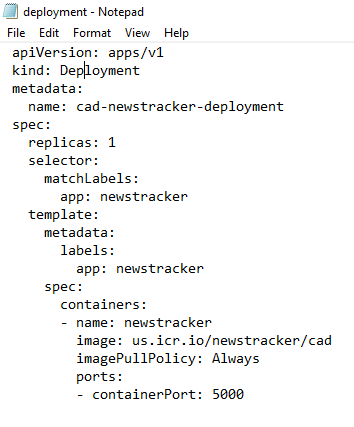 deployment - Notepad
File Edit Format View Help
apiVersion: apps/v1
kind: Deployment
metadata:
  name: cad-newstracker-deployment
spec:
  replicas: 1
  selector:
    matchLabels:
      app: newstracker
  template:
    metadata:
      labels:
        app: newstracker
    spec:
      containers:
      - name: newstracker
        image: us.icr.io/newstracker/cad
        imagePullPolicy: Always
        ports:
        - containerPort: 5000